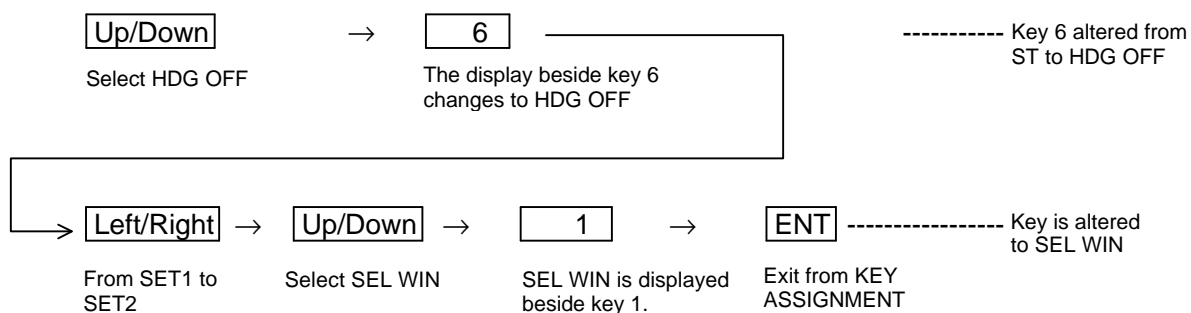 Up/Down → 6 ----------- Key 6 altered from
ST to HDG OFF
Select HDG OFF
The display beside key 6
changes to HDG OFF
Left/Right → Up/Down → 1 → ENT ---------------- Key is altered
to SEL WIN
From SET1 to
SET2
Select SEL WIN
SEL WIN is displayed
beside key 1.
Exit from KEY
ASSIGNMENT